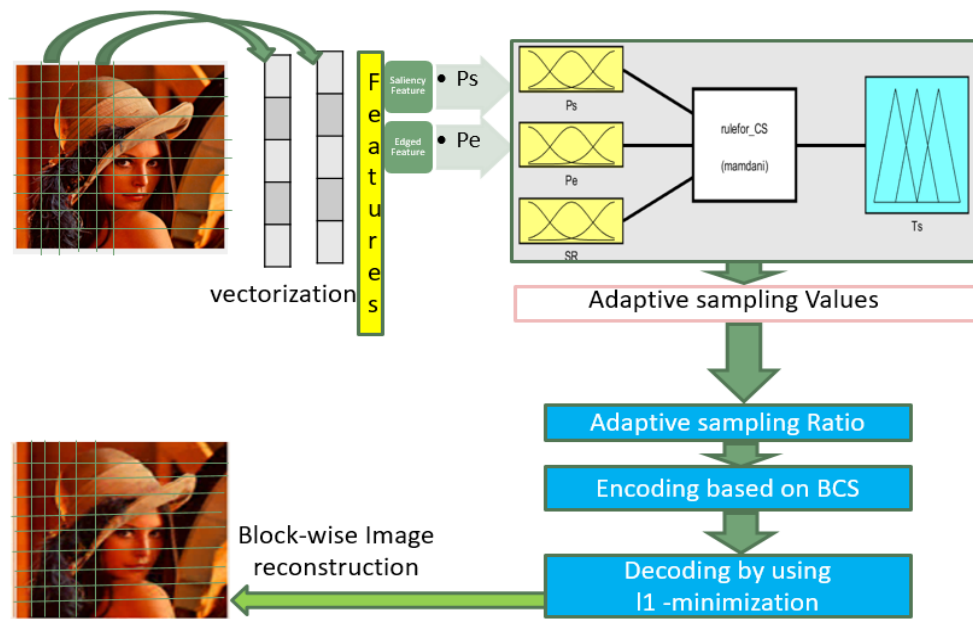 vectorization
Features
Saliency
Feature
• Ps
Edged
Feature
• Pe
Ps
Pe
SR
rulefor_CS
(mamdani)
Ts
Adaptive sampling Values
Adaptive sampling Ratio
Encoding based on BCS
Decoding by using
l1 -minimization
Block-wise Image
reconstruction